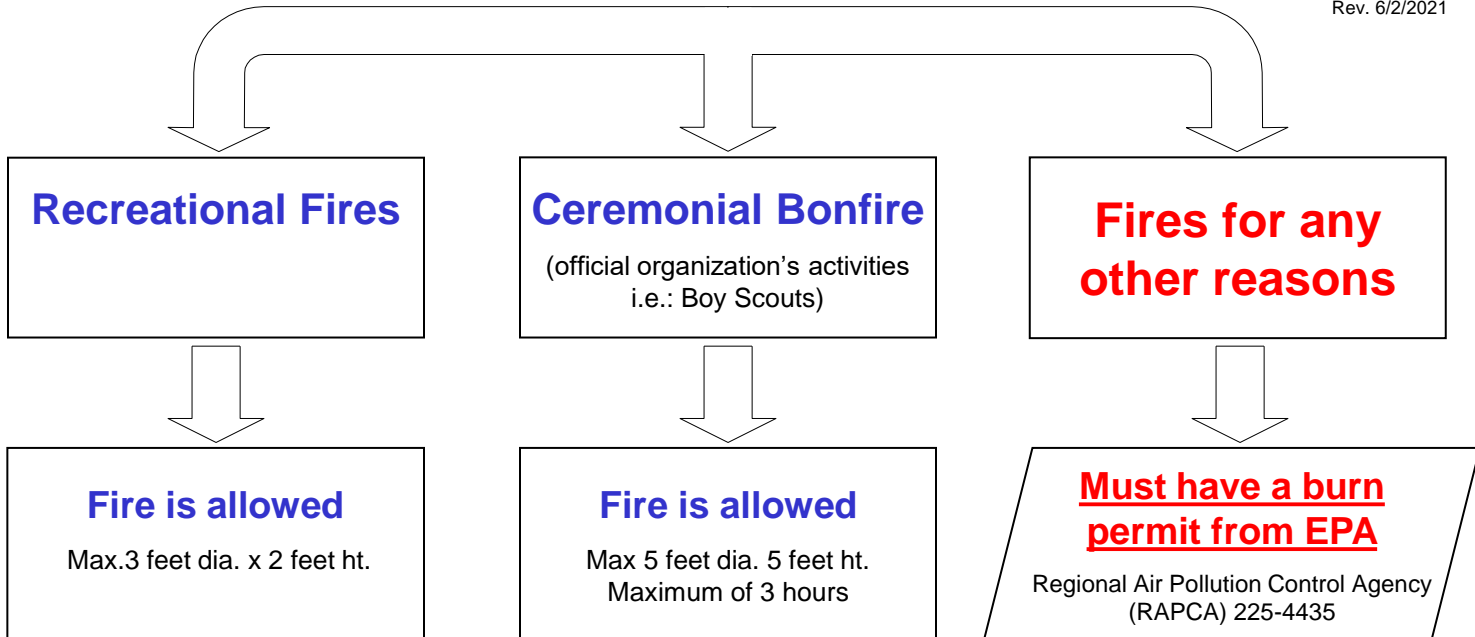 Rev. 6/2/2021
Recreational Fires
Ceremonial Bonfire
(official organization's activities
i.e.: Boy Scouts)
Fires for any
other reasons
Fire is allowed
Max.3 feet dia. x 2 feet ht.
Fire is allowed
Max 5 feet dia. 5 feet ht.
Maximum of 3 hours
Must have a burn
permit from EPA
Regional Air Pollution Control Agency
(RAPCA) 225-4435